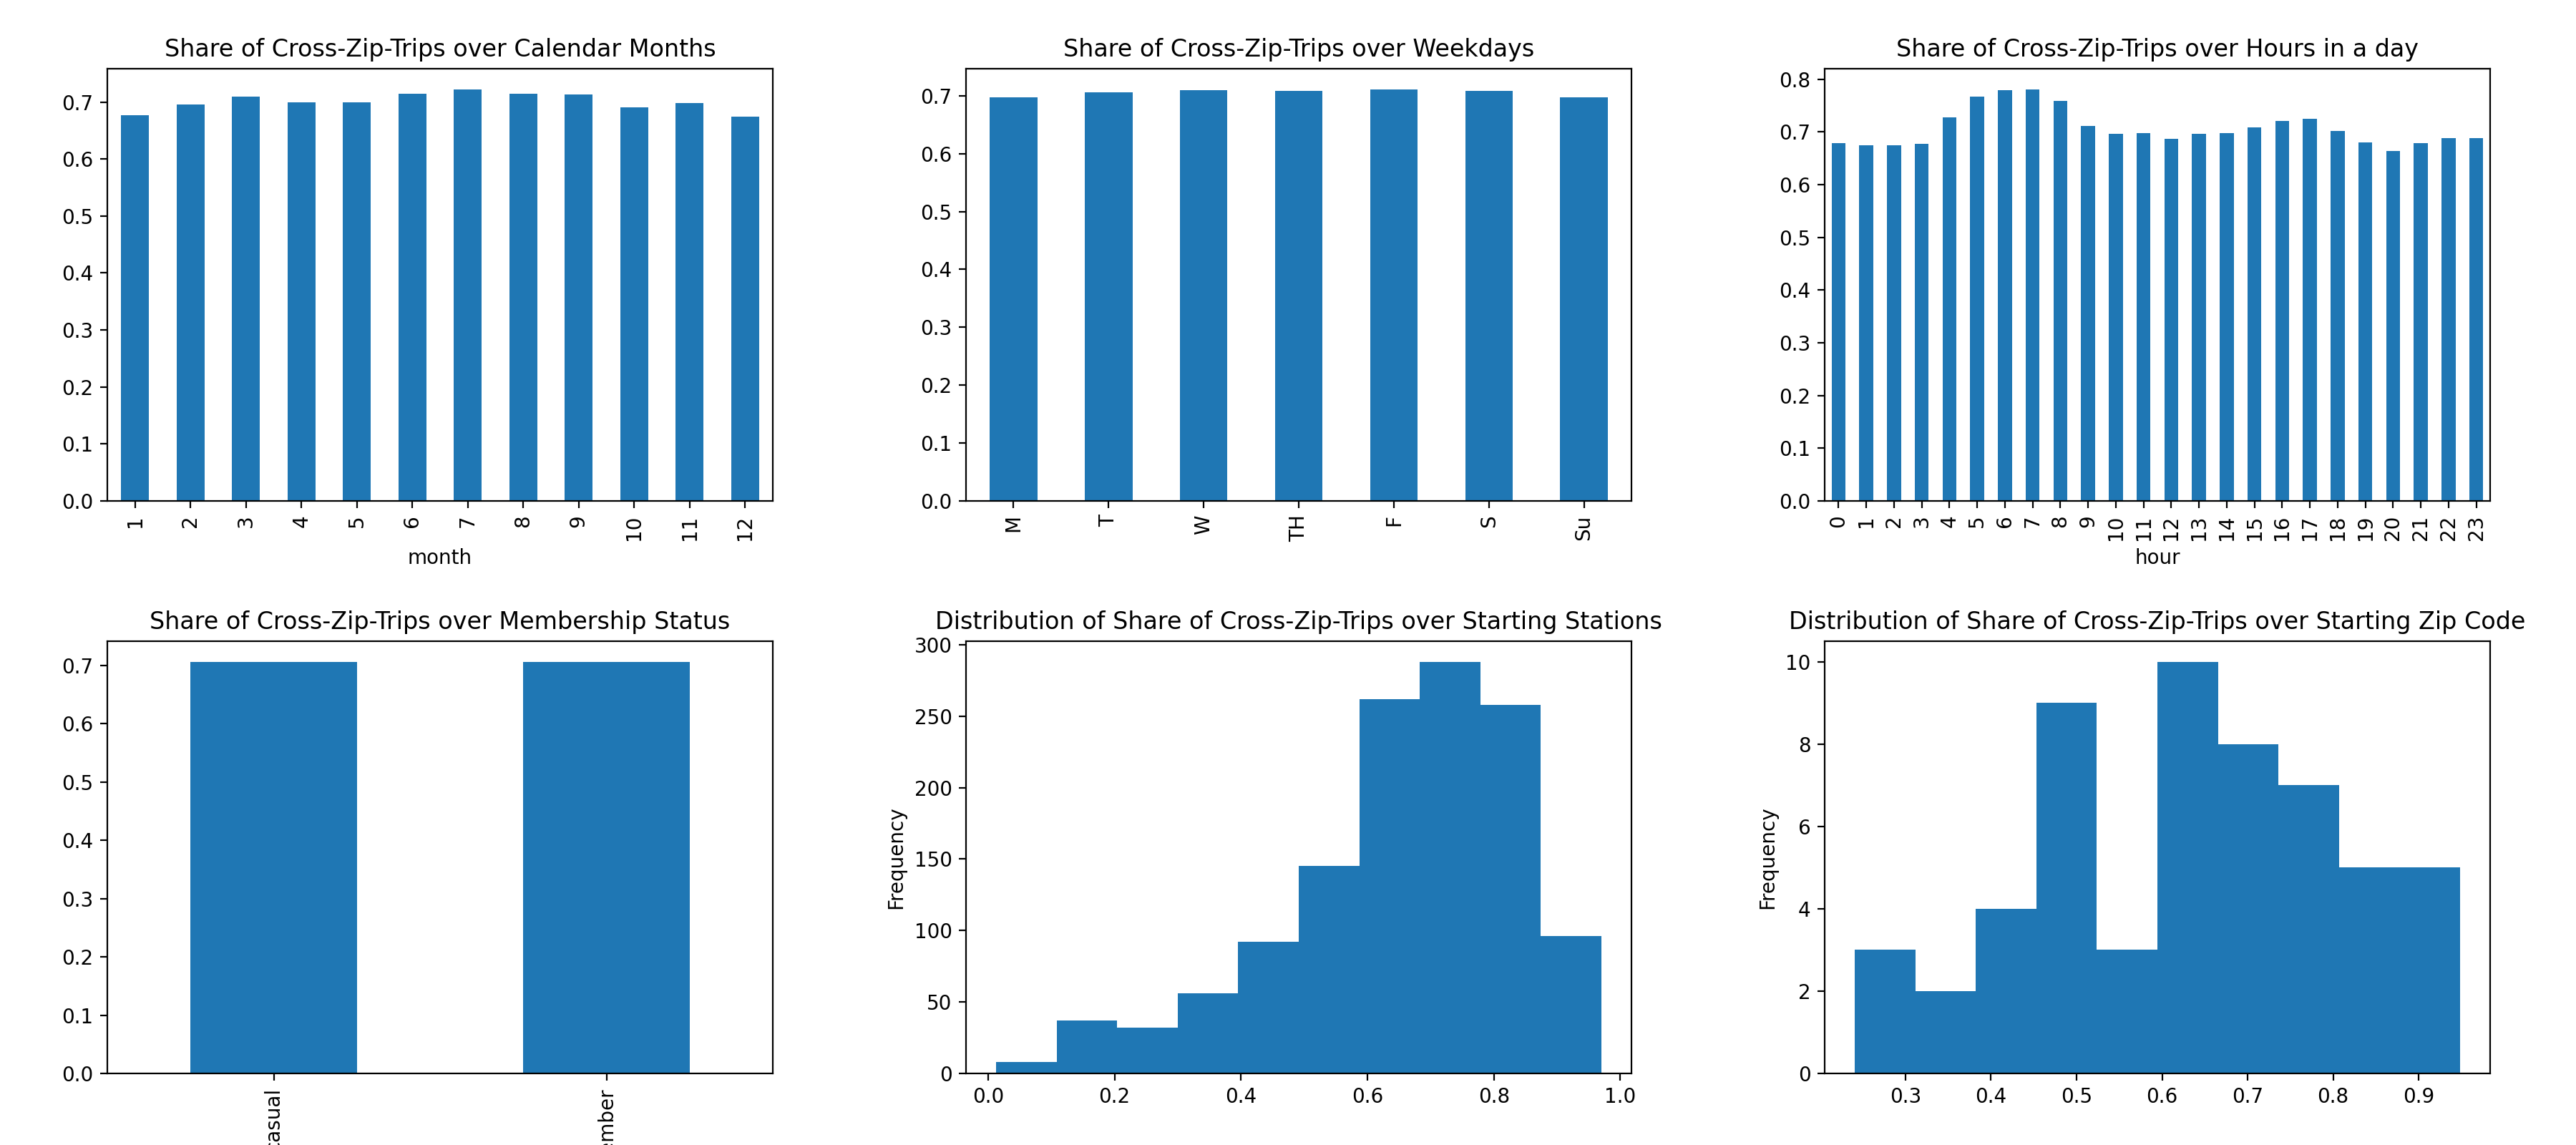 Share of Cross-Zip-Trips over Calendar Months
0.7
0.6
0.5
0.4
0.3
0.2
0.1
0.0
1 2 3 4 5 6 7 8 9 10 11 12
month
Share of Cross-Zip-Trips over Weekdays
0.7
0.6
0.5
0.4
0.3
0.2
0.1
0.0
M T W TH F S Su
Share of Cross-Zip-Trips over Hours in a day
0.8
0.7
0.6
0.5
0.4
0.3
0.2
0.1
0.0
0 1 2 3 4 5 6 7 8 9 10 11 12 13 14 15 16 17 18 19 20 21 22 23
hour
Share of Cross-Zip-Trips over Membership Status
0.7
0.6
0.5
0.4
0.3
0.2
0.1
0.0
casual ember
Distribution of Share of Cross-Zip-Trips over Starting Stations
Frequency
300
250
200
150
100
50
0
0.0 0.2 0.4 0.6 0.8 1.0
Distribution of Share of Cross-Zip-Trips over Starting Zip Code
Frequency
10
8
6
4
2
0
0.3 0.4 0.5 0.6 0.7 0.8 0.9